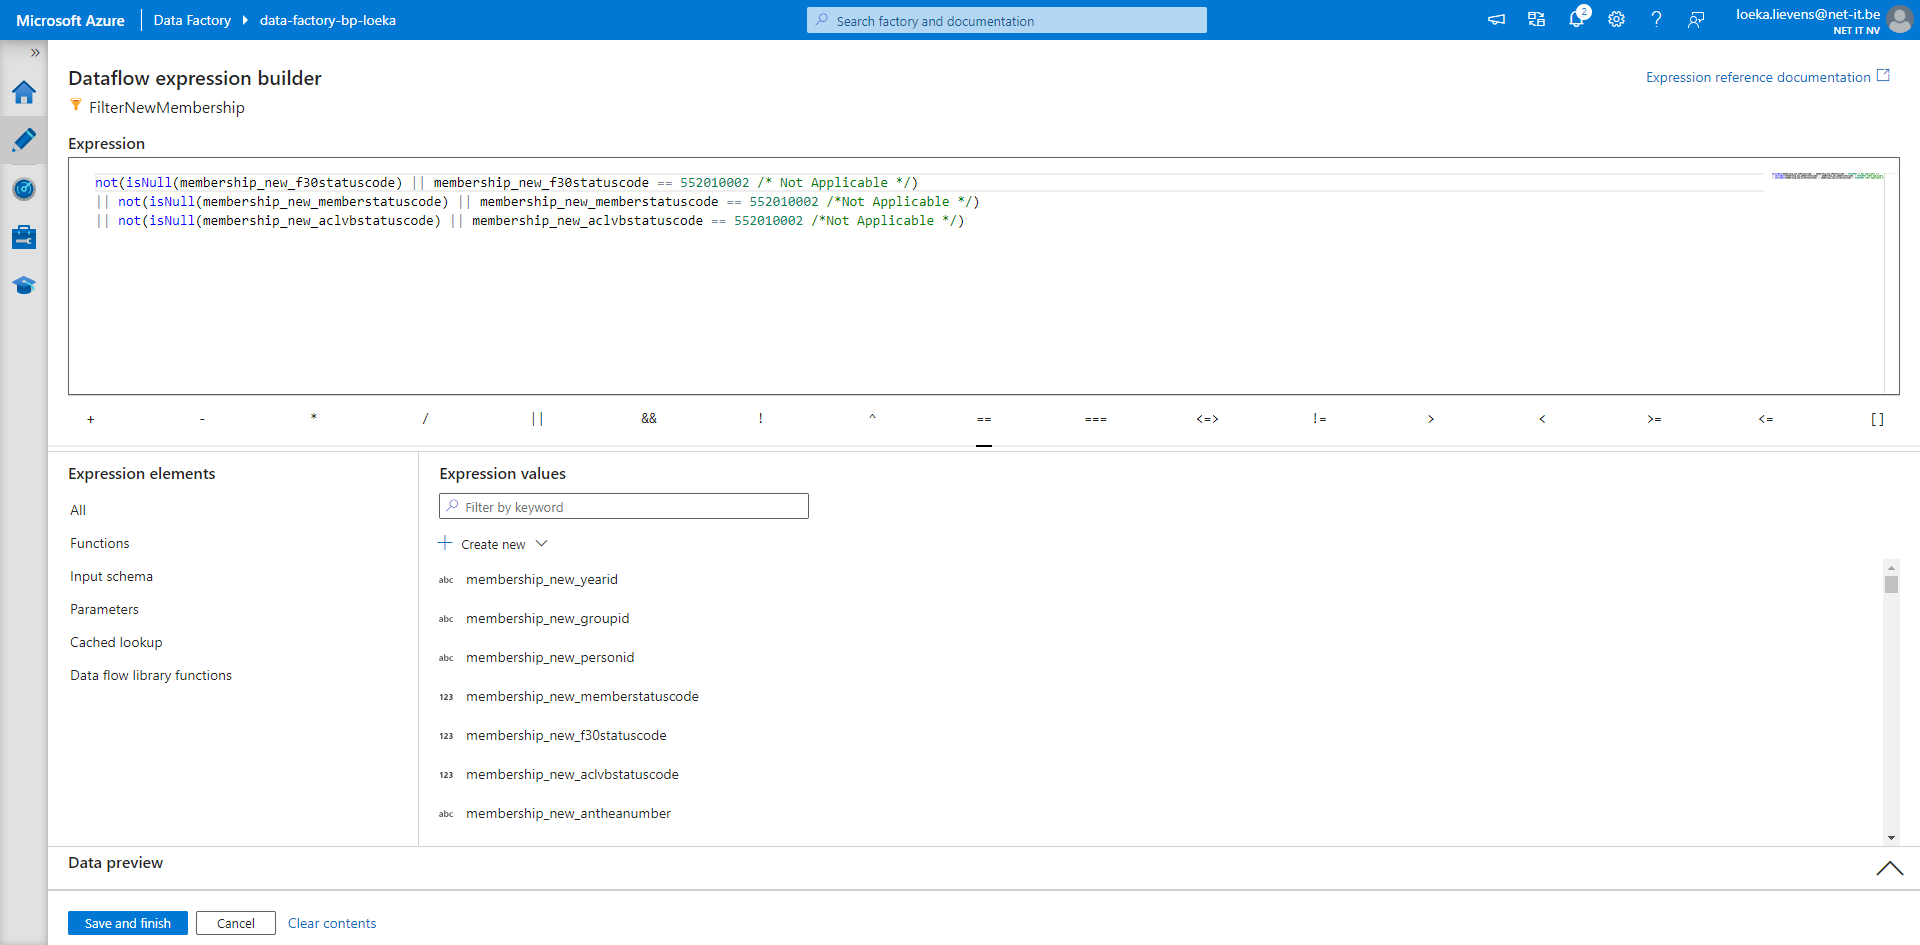 Microsoft Azure
Data Factory
data-factory-bp-loeka
Search factory and documentation
2
loeka.lievens@net-it.be
NET IT NV
Dataflow expression builder
Expression reference documentation
FilterNewMembership
Expression
not(isNull(membership_new_f30statuscode) || membership_new_f30statuscode == 552010002 /* Not Applicable */)
|| not(isNull(membership_new_memberstatuscode) || membership_new_memberstatuscode == 552010002 /*Not Applicable */)
|| not(isNull(membership_new_aclvbstatuscode) || membership_new_aclvbstatuscode == 552010002 /*Not Applicable */)
+ - * / || && ! ^ == === <=> != > < >= <= []
Expression elements
All
Functions
Input schema
Parameters
Cached lookup
Data flow library functions
Expression values
Filter by keyword
Create new
abc membership_new_yearid
abc membership_new_groupid
abc membership_new_personid
123 membership_new_memberstatuscode
123 membership_new_f30statuscode
123 membership_new_aclvbstatuscode
abc membership_new_antheanumber
Data preview
Save and finish
Cancel
Clear contents